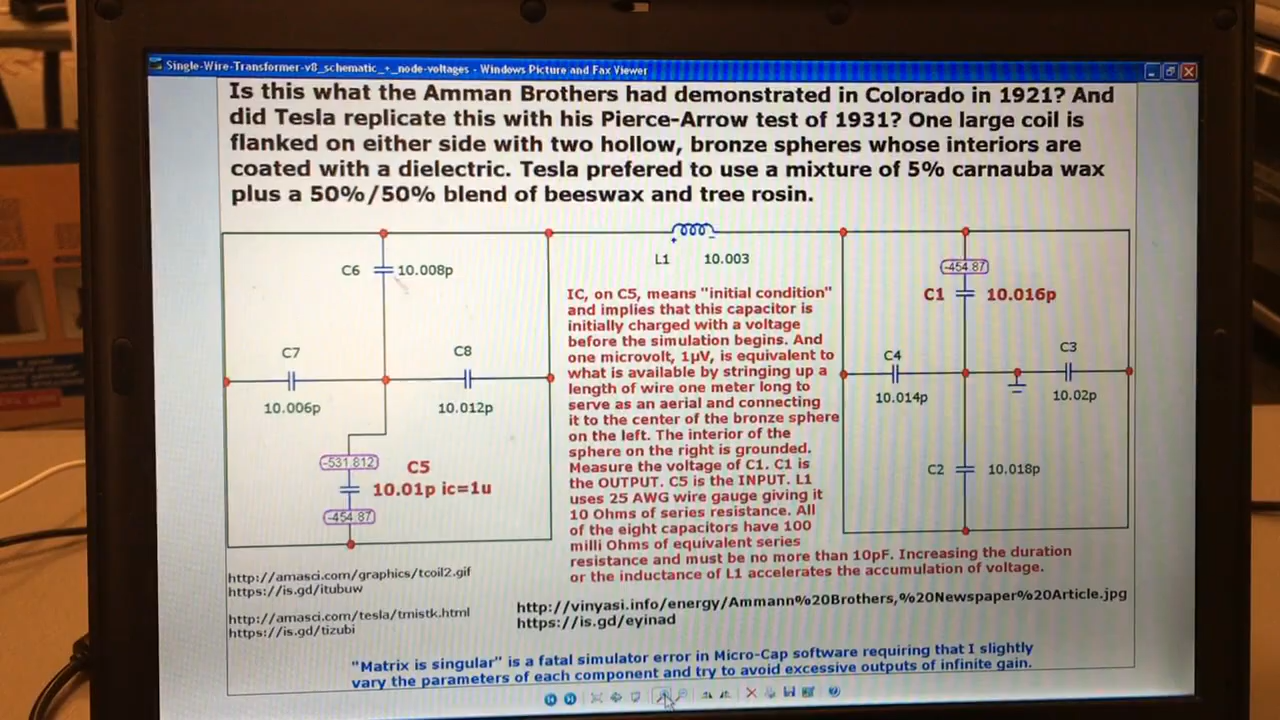 Single-Wire-Transformer-v8_schematic_+_node-voltages - Windows Picture and Fax Viewer
Is this what the Amman Brothers had demonstrated in Colorado in 1921? And
did Tesla replicate this with his Pierce-Arrow test of 1931? One large coil is
flanked on either side with two hollow, bronze spheres whose interiors are
coated with a dielectric. Tesla prefered to use a mixture of 5% carnauba wax
plus a 50%/50% blend of beeswax and tree rosin.
C6 10.008p
C7
10.006p
C8
10.012p
-531.812
C5
10.01p ic=1u
-454.87
L1 10.003
+ -
IC, on C5, means "initial condition"
and implies that this capacitor is
initially charged with a voltage
before the simulation begins. And
one microvolt, 1µV, is equivalent to
what is available by stringing up a
length of wire one meter long to
serve as an aerial and connecting
it to the center of the bronze sphere
on the left. The interior of the
sphere on the right is grounded.
Measure the voltage of C1. C1 is
the OUTPUT. C5 is the INPUT. L1
uses 25 AWG wire gauge giving it
10 Ohms of series resistance. All
of the eight capacitors have 100
milli Ohms of equivalent series
resistance and must be no more than 10pF. Increasing the duration
or the inductance of L1 accelerates the accumulation of voltage.
-454.87
C1 10.016p
C4
10.014p
C3
10.02p
C2 10.018p
http://amasci.com/graphics/tcoil2.gif
https://is.gd/itubuw
http://amasci.com/tesla/tmistk.html
https://is.gd/tizubi
http://vinyasi.info/energy/Ammann%20Brothers,%20Newspaper%20Article.jpg
https://is.gd/eyinad
"Matrix is singular" is a fatal simulator error in Micro-Cap software requiring that I slightly
vary the parameters of each component and try to avoid excessive outputs of infinite gain.